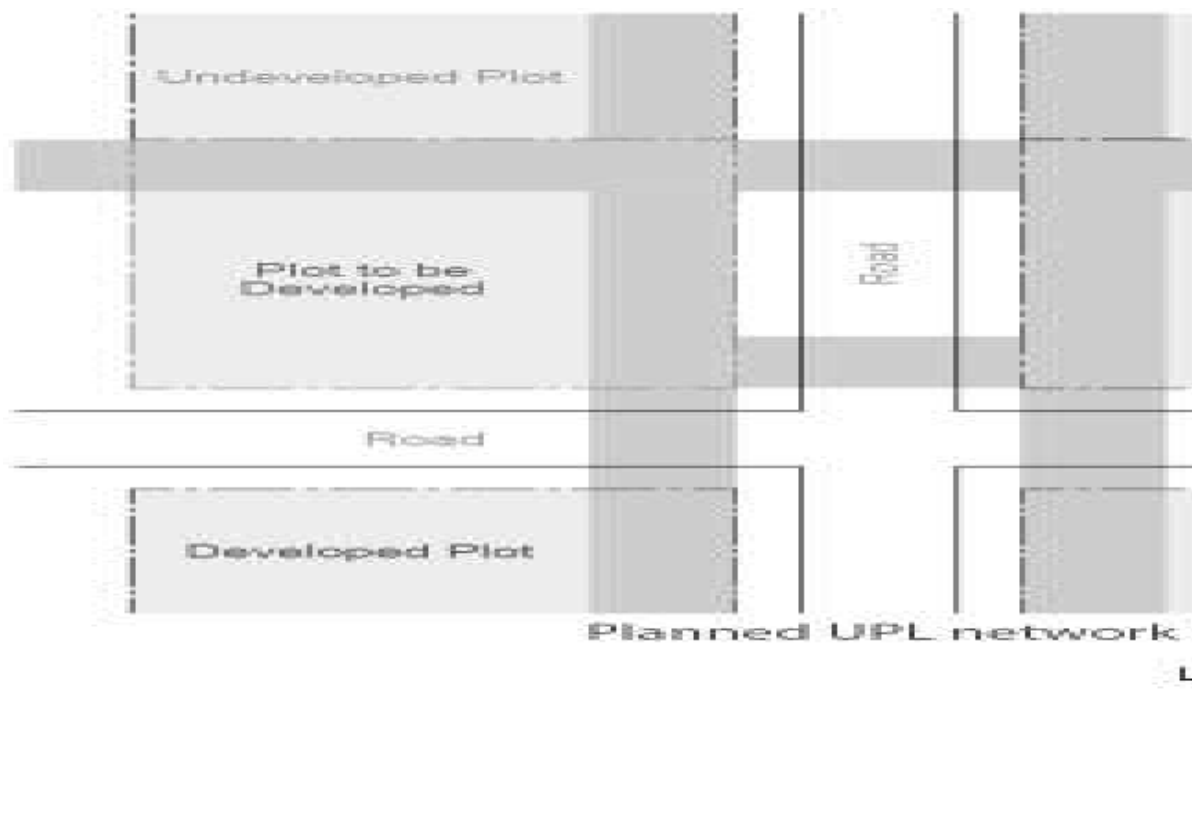 Undeveloped Plot
Plot to be
Developed
Road
Road
Developed Plot
Planned UPL network